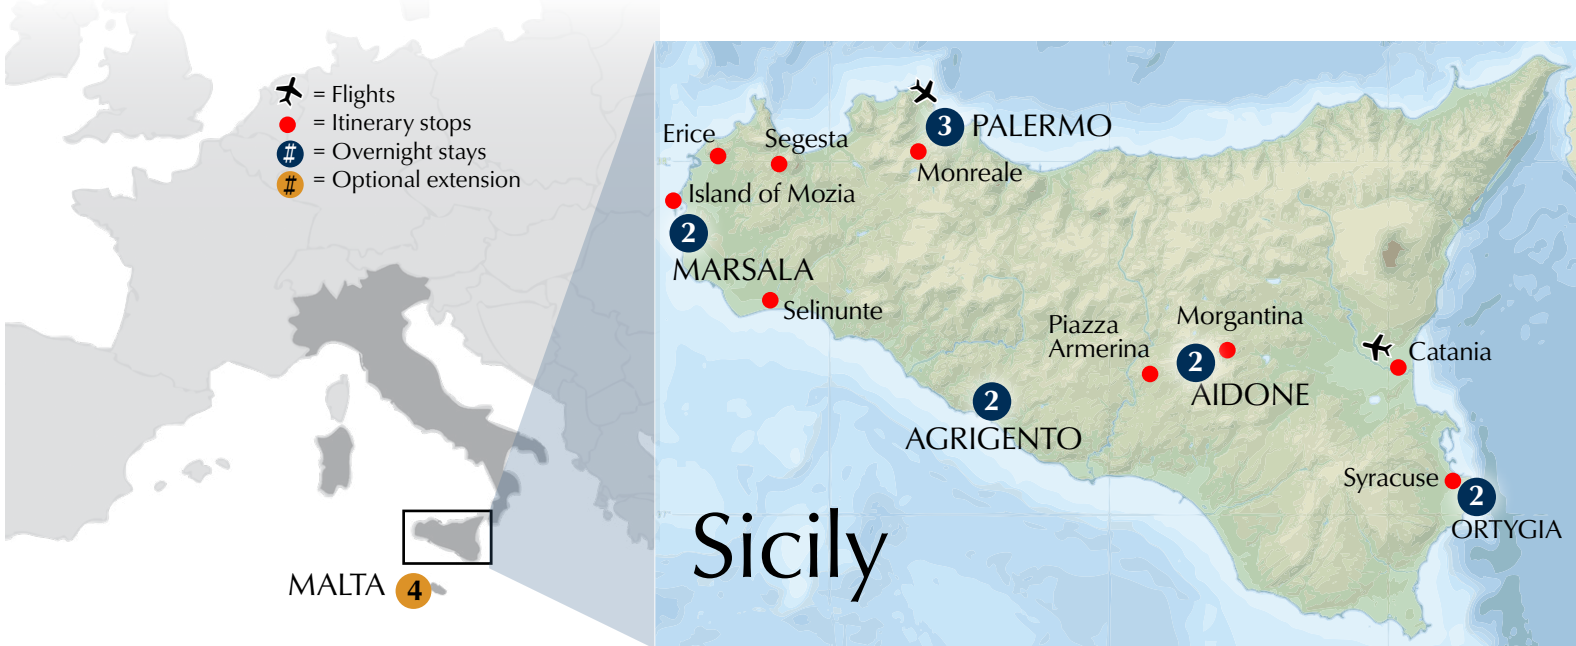 = Flights
= Itinerary stops
# = Overnight stays
# = Optional extension
MALTA 4
3 PALERMO
Erice
Segesta
Monreale
Island of Mozia
2
MARSALA
Selinunte
Piazza
Armerina
Morgantina
2
AIDONE
Catania
2
AGRIGENTO
Syracuse
2
ORTYGIA
Sicily